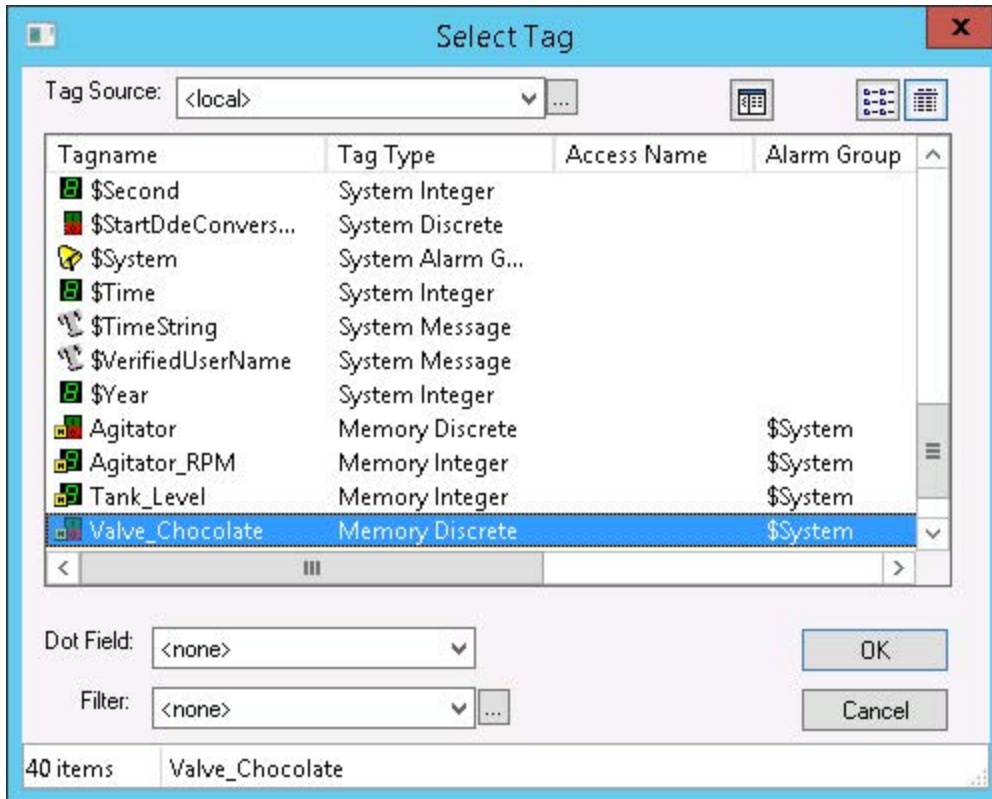 Select Tag
Tag Source: <local> ...
Tagname Tag Type Access Name Alarm Group
$Second System Integer
$StartDdeConvers... System Discrete
$System System Alarm G...
$Time System Integer
$TimeString System Message
$VerifiedUserName System Message
$Year System Integer
Agitator Memory Discrete $System
Agitator_RPM Memory Integer $System
Tank_Level Memory Integer $System
Valve_Chocolate Memory Discrete $System
Dot Field: <none> OK
Filter: <none> ... Cancel
40 items Valve_Chocolate